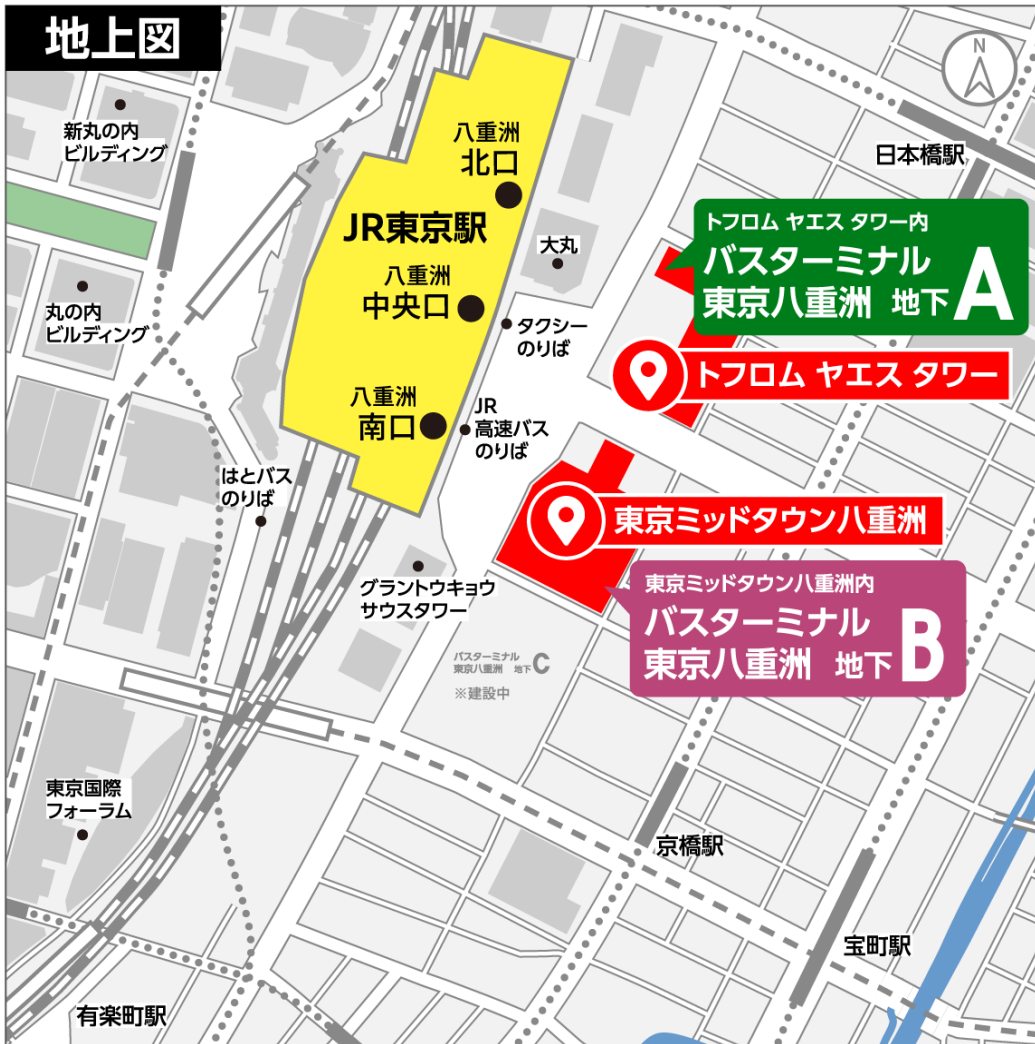 地上図
N
新丸の内
ビルディング
八重洲
北口
日本橋駅
JR東京駅
トフロム ヤエス タワー内
バスターミナル
東京八重洲 地下 A
大丸
丸の内
ビルディング
八重洲
中央口
タクシー
のりば
トフロム ヤエス タワー
八重洲
南口
JR
高速バス
のりば
はとバス
のりば
東京ミッドタウン八重洲
グラントウキョウ
サウスタワー
東京ミッドタウン八重洲内
バスターミナル
東京八重洲 地下 B
バスターミナル
東京八重洲 地下 C
※建設中
東京国際
フォーラム
京橋駅
宝町駅
有楽町駅